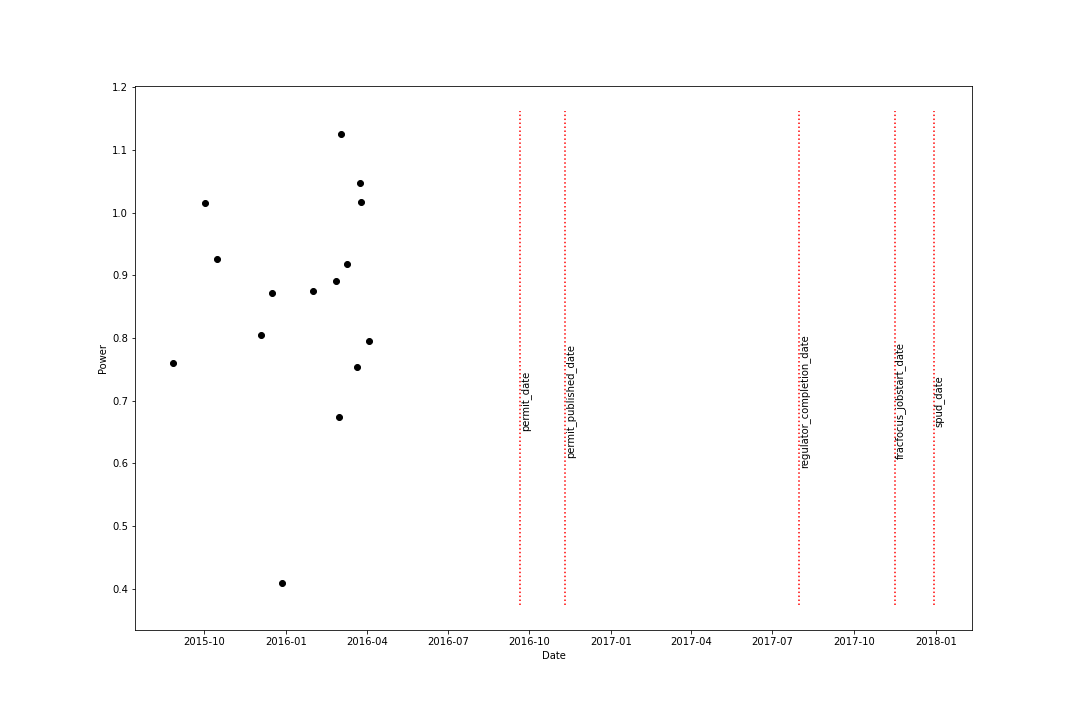 1.2
1.1
1.0
0.9
0.8
0.7
0.6
0.5
0.4
Power
permit_date
permit_published_date
regulator_completion_date
fracfocus_jobstart_date
spud_date
2015-10 2016-01 2016-04 2016-07 2016-10 2017-01 2017-04 2017-07 2017-10 2018-01
Date